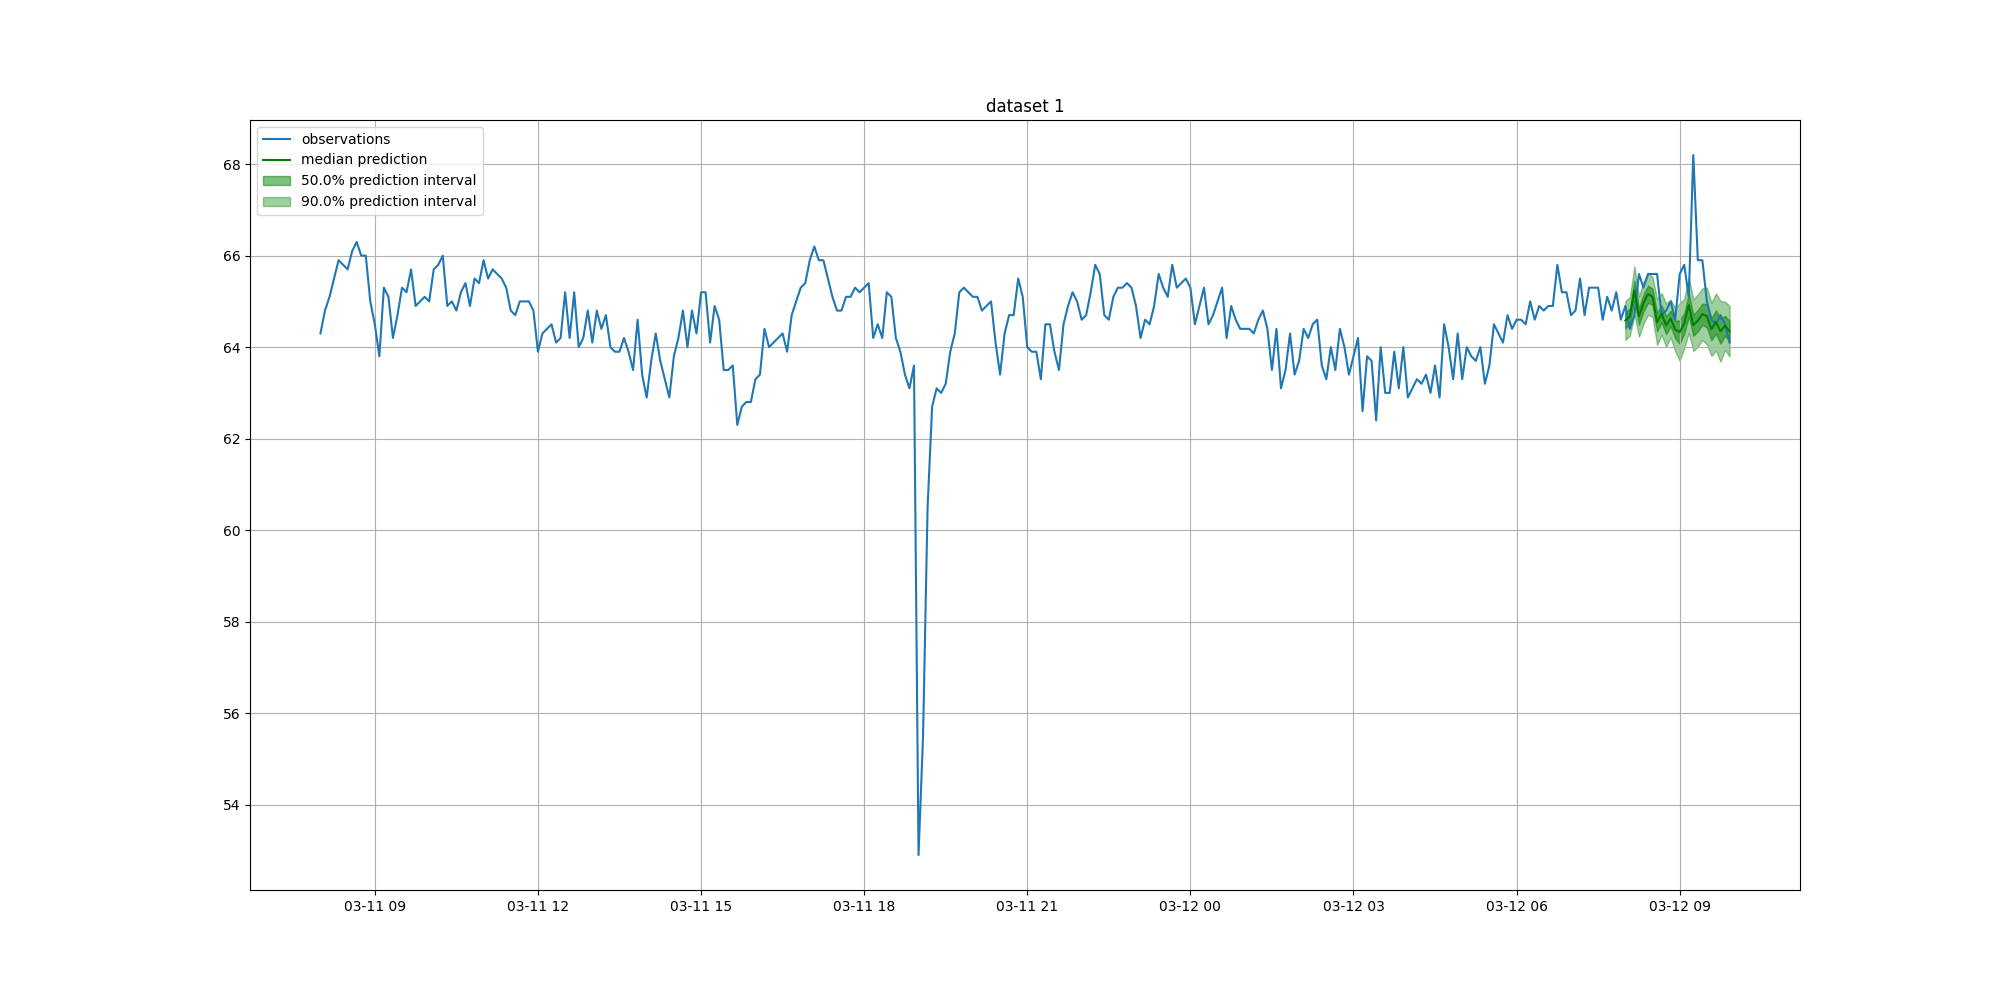 dataset 1
observations
median prediction
50.0% prediction interval
90.0% prediction interval
68
66
64
62
60
58
56
54
03-11 09 03-11 12 03-11 15 03-11 18 03-11 21 03-12 00 03-12 03 03-12 06 03-12 09